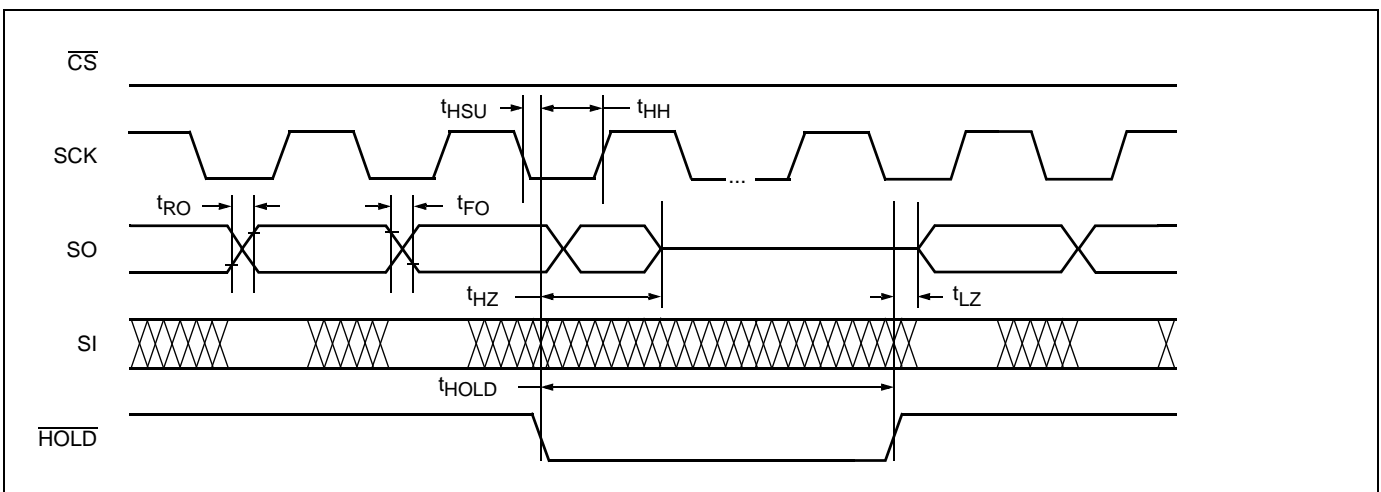 CS
tHSU
tHH
SCK
...
tRO
tFO
SO
tHZ
tLZ
SI
tHOLD
HOLD